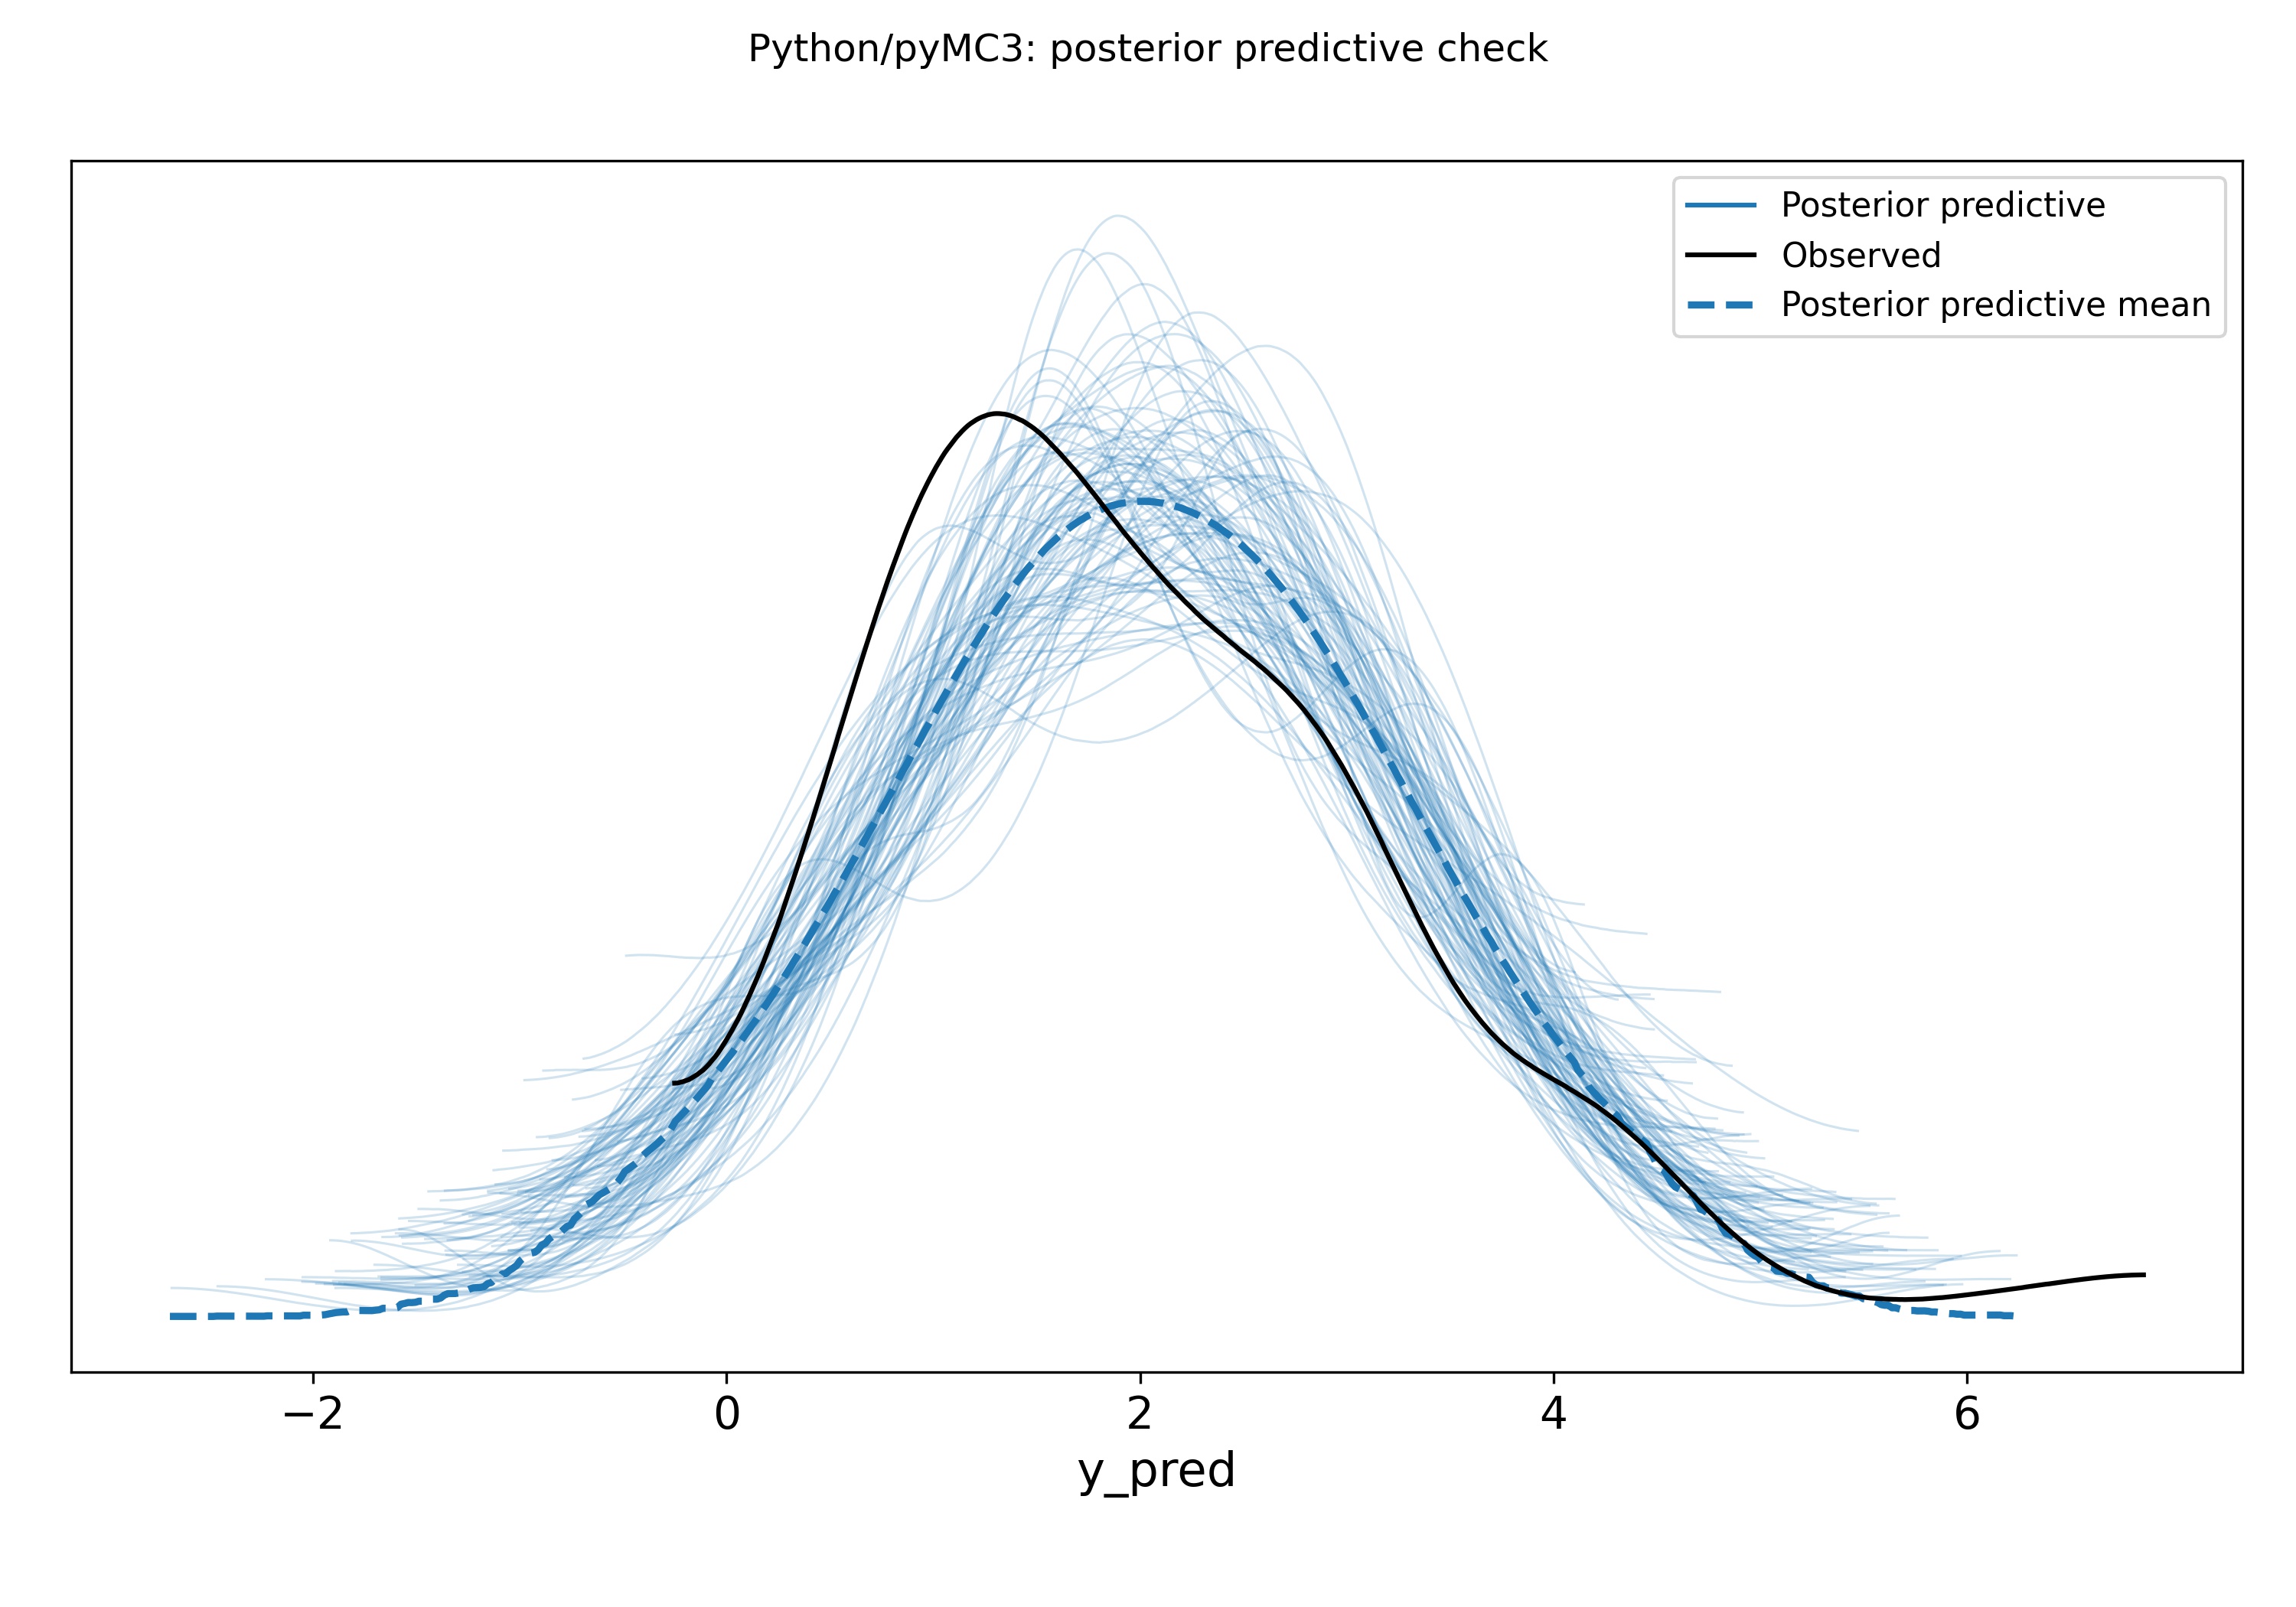 Python/pyMC3: posterior predictive check
Posterior predictive
Observed
Posterior predictive mean
−2 0 2 4 6
y_pred